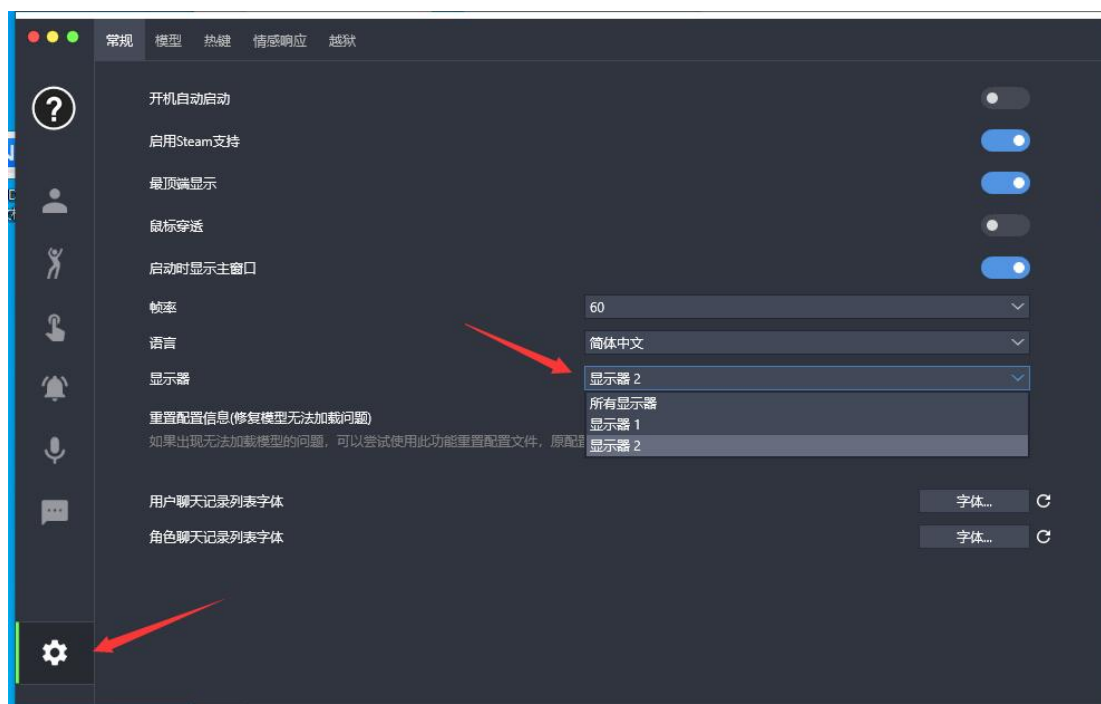 常规 模型 热键 情感响应 越狱
开机自动启动
启用Steam支持
最顶端显示
鼠标穿透
启动时显示主窗口
帧率 60
语言 简体中文
显示器 显示器 2
所有显示器
显示器 1
显示器 2
重置配置信息(修复模型无法加载问题)
如果出现无法加载模型的问题，可以尝试使用此功能重置配置文件，原配
用户聊天记录列表字体 字体...
角色聊天记录列表字体 字体...